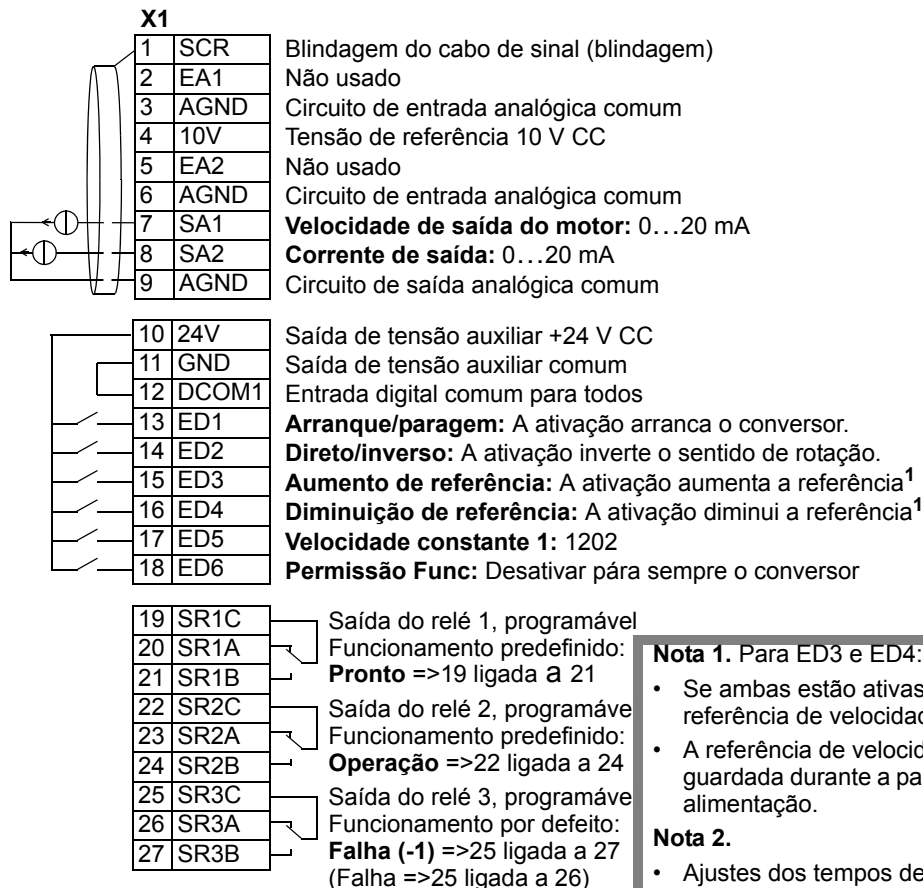 X1
1 SCR Blindagem do cabo de sinal (blindagem)
2 EA1 Não usado
3 AGND Circuito de entrada analógica comum
4 10V Tensão de referência 10 V CC
5 EA2 Não usado
6 AGND Circuito de entrada analógica comum
7 SA1 Velocidade de saída do motor: 0…20 mA
8 SA2 Corrente de saída: 0…20 mA
9 AGND Circuito de saída analógica comum
10 24V Saída de tensão auxiliar +24 V CC
11 GND Saída de tensão auxiliar comum
12 DCOM1 Entrada digital comum para todos
13 ED1 Arranque/paragem: A ativação arranca o conversor.
14 ED2 Direto/inverso: A ativação inverte o sentido de rotação.
15 ED3 Aumento de referência: A ativação aumenta a referência1
16 ED4 Diminuição de referência: A ativação diminui a referência1
17 ED5 Velocidade constante 1: 1202
18 ED6 Permissão Func: Desativar pára sempre o conversor
19 SR1C Saída do relé 1, programável
20 SR1A Funcionamento predefinido:
21 SR1B Pronto =>19 ligada a 21
22 SR2C Saída do relé 2, programáve
23 SR2A Funcionamento predefinido:
24 SR2B Operação =>22 ligada a 24
25 SR3C Saída do relé 3, programáve
26 SR3A Funcionamento por defeito:
27 SR3B Falha (-1) =>25 ligada a 27
(Falha =>25 ligada a 26)
Nota 1. Para ED3 e ED4:
• Se ambas estão ativas
referência de velocidad
• A referência de velocid
guardada durante a pa
alimentação.
Nota 2.
• Ajustes dos tempos de